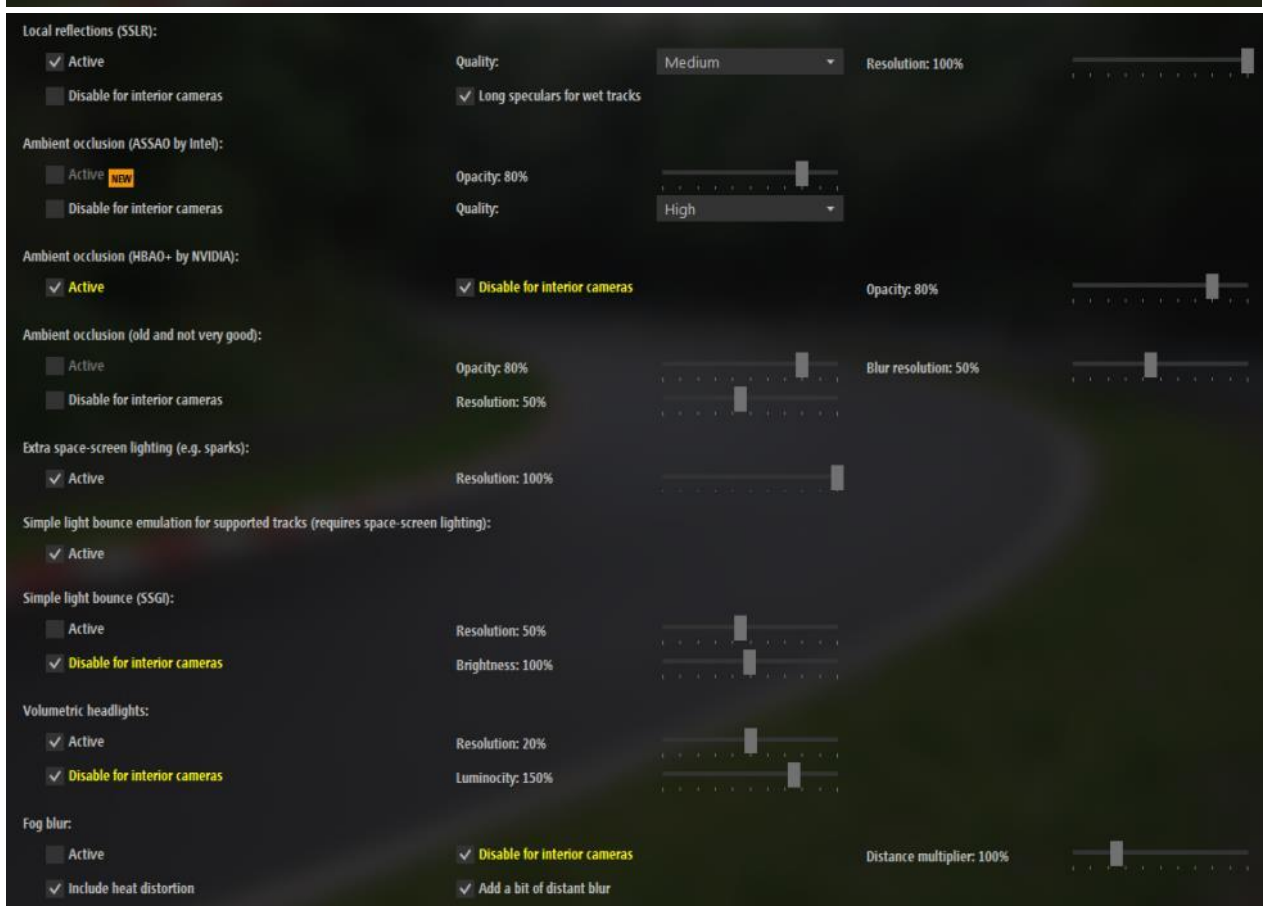 Local reflections (SSLR):
Active Quality: Medium Resolution: 100%
Disable for interior cameras Long speculars for wet tracks
Ambient occlusion (ASSAO by Intel):
Active NEW Opacity: 80%
Disable for interior cameras Quality: High
Ambient occlusion (HBAO+ by NVIDIA):
Active Disable for interior cameras Opacity: 80%
Ambient occlusion (old and not very good):
Active Opacity: 80% Blur resolution: 50%
Disable for interior cameras Resolution: 50%
Extra space-screen lighting (e.g. sparks):
Active Resolution: 100%
Simple light bounce emulation for supported tracks (requires space-screen lighting):
Active
Simple light bounce (SSGI):
Active Resolution: 50%
Disable for interior cameras Brightness: 100%
Volumetric headlights:
Active Resolution: 20%
Disable for interior cameras Luminocity: 150%
Fog blur:
Active Disable for interior cameras Distance multiplier: 100%
Include heat distortion Add a bit of distant blur